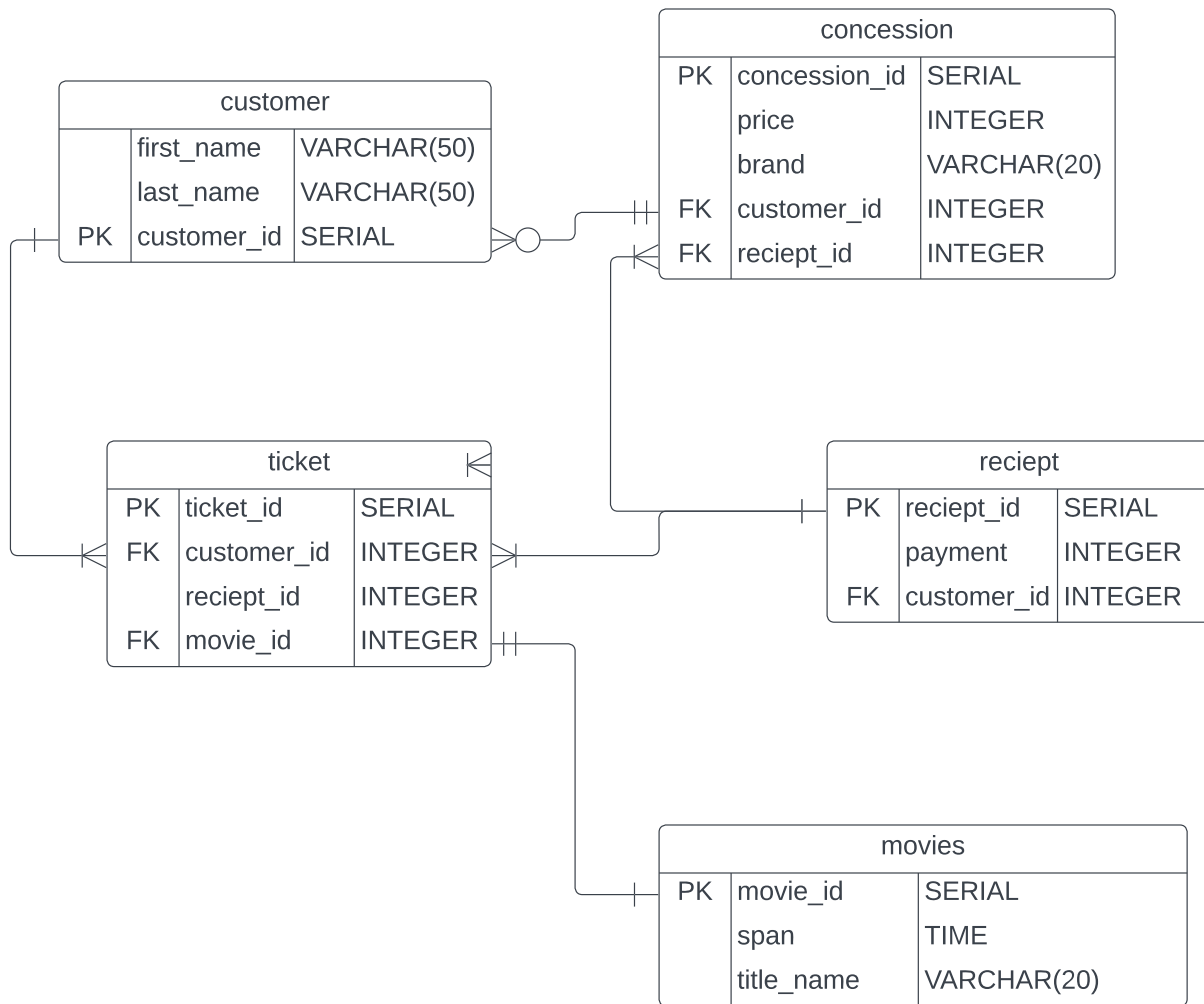 customer
first_name VARCHAR(50)
last_name VARCHAR(50)
PK customer_id SERIAL
concession
PK concession_id SERIAL
price INTEGER
brand VARCHAR(20)
FK customer_id INTEGER
FK reciept_id INTEGER
ticket
PK ticket_id SERIAL
FK customer_id INTEGER
reciept_id INTEGER
FK movie_id INTEGER
reciept
PK reciept_id SERIAL
payment INTEGER
FK customer_id INTEGER
movies
PK movie_id SERIAL
span TIME
title_name VARCHAR(20)